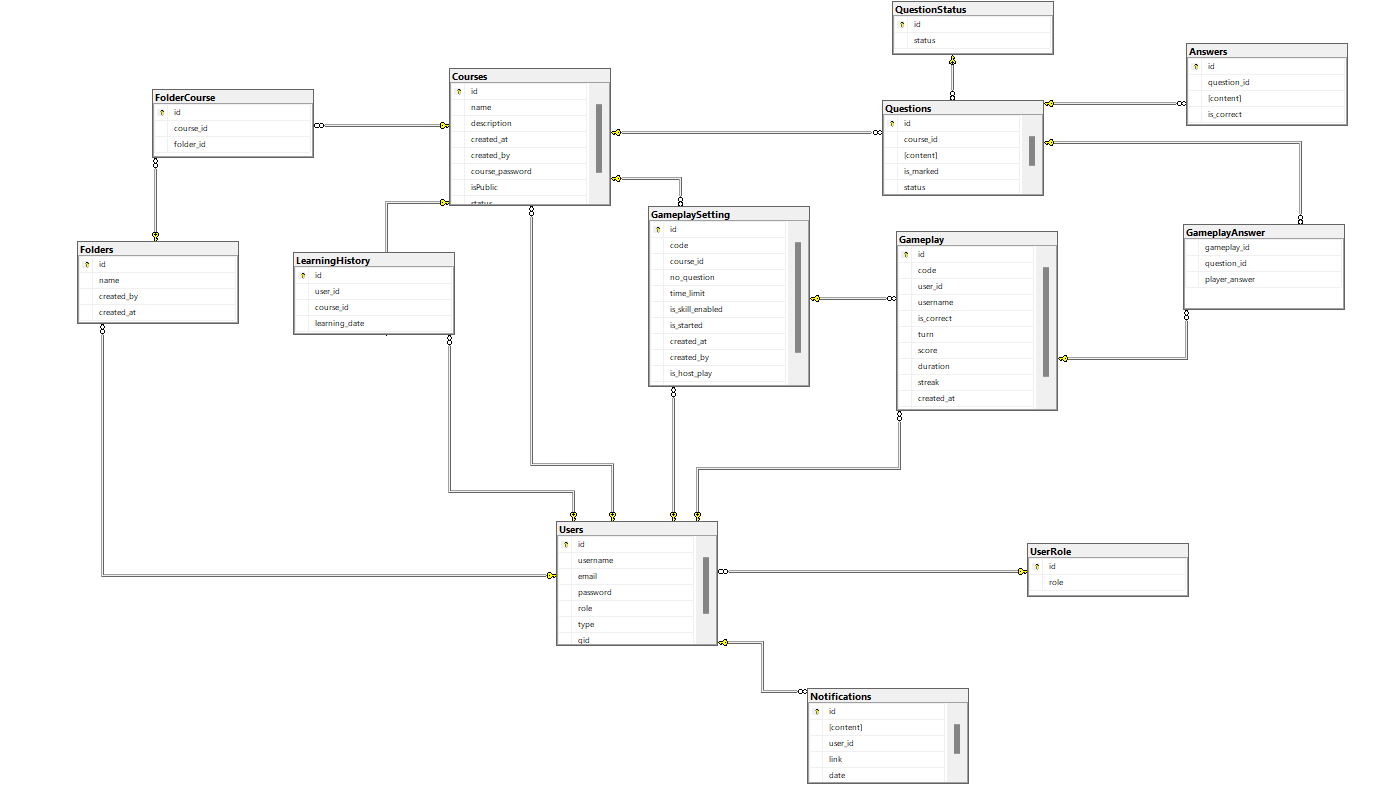 QuestionStatus
id
status
Answers
id
question_id
[content]
is_correct
Courses
id
name
description
created_at
created_by
course_password
isPublic
status
FolderCourse
id
course_id
folder_id
Questions
id
course_id
[content]
is_marked
status
GameplaySetting
id
code
course_id
no_question
time_limit
is_skill_enabled
is_started
created_at
created_by
is_host_play
Gameplay
id
code
user_id
username
is_correct
turn
score
duration
streak
created_at
GameplayAnswer
gameplay_id
question_id
player_answer
Folders
id
name
created_by
created_at
LearningHistory
id
user_id
course_id
learning_date
Users
id
username
email
password
role
type
gid
UserRole
id
role
Notifications
id
[content]
user_id
link
date